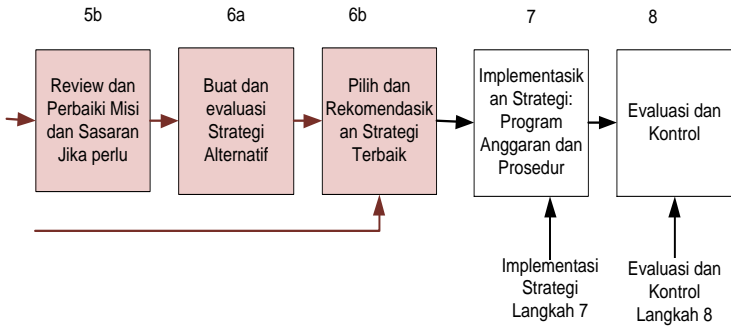 5b
6a
6b
7
8
Review dan
Perbaiki Misi
dan Sasaran
Jika perlu
Buat dan
evaluasi
Strategi
Alternatif
Pilih dan
Rekomendasik
an Strategi
Terbaik
Implementasik
an Strategi:
Program
Anggaran dan
Prosedur
Evaluasi dan
Kontrol
Implementasi
Strategi
Langkah 7
Evaluasi dan
Kontrol
Langkah 8